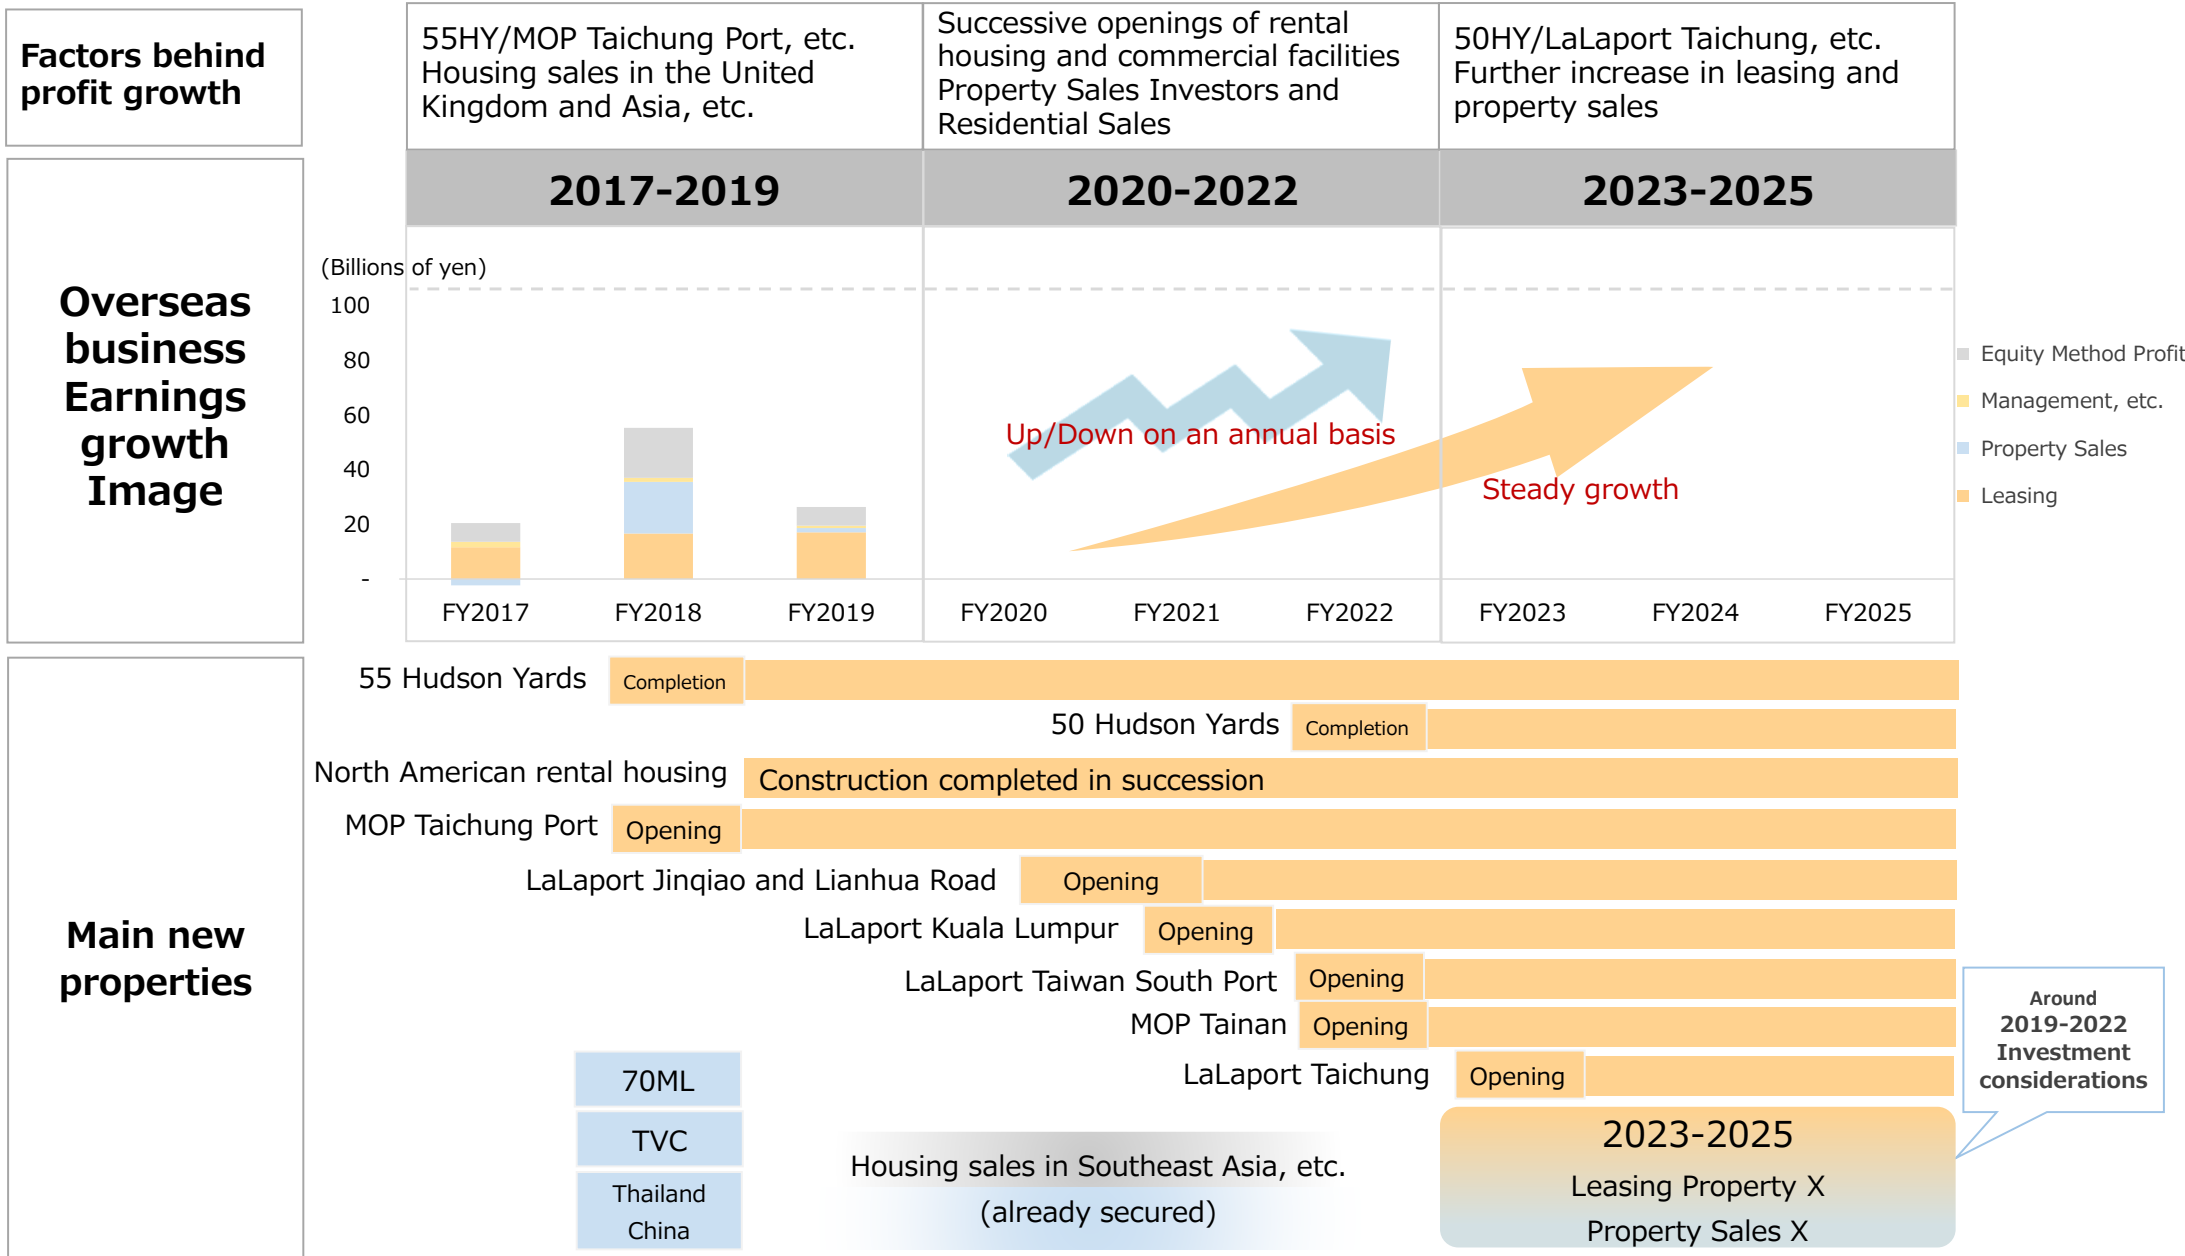 Factors behind
profit growth
55HY/MOP Taichung Port, etc.
Housing sales in the United
Kingdom and Asia, etc.
Successive openings of rental
housing and commercial facilities
Property Sales Investors and
Residential Sales
50HY/LaLaport Taichung, etc.
Further increase in leasing and
property sales
2017-2019
2020-2022
2023-2025
Overseas
business
Earnings
growth
Image
(Billions of yen)
100
80
60
40
20
-
Up/Down on an annual basis
Steady growth
FY2017
FY2018
FY2019
FY2020
FY2021
FY2022
FY2023
FY2024
FY2025
Equity Method Profit
Management, etc.
Property Sales
Leasing
Main new
properties
55 Hudson Yards
Completion
50 Hudson Yards
Completion
North American rental housing
Construction completed in succession
MOP Taichung Port
Opening
LaLaport Jinqiao and Lianhua Road
Opening
LaLaport Kuala Lumpur
Opening
LaLaport Taiwan South Port
Opening
MOP Tainan
Opening
LaLaport Taichung
Opening
70ML
TVC
Thailand
China
Housing sales in Southeast Asia, etc.
(already secured)
2023-2025
Leasing Property X
Property Sales X
Around
2019-2022
Investment
considerations